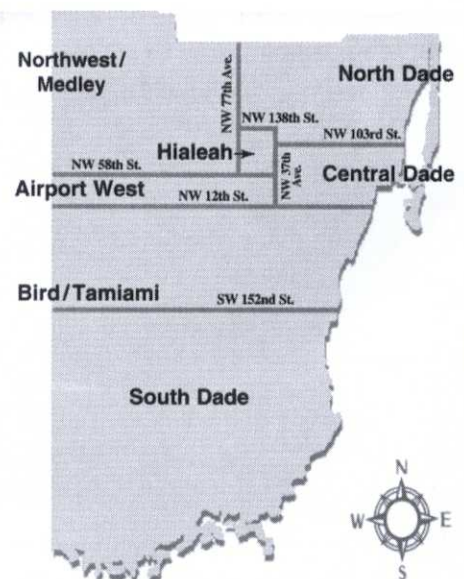 Northwest/
Medley
NW 77th Ave.
North Dade
NW 138th St.
NW 103rd St.
Hialeah
NW 58th St.
NW 37th
Ave.
Central Dade
Airport West
NW 12th St.
Bird/Tamiami
SW 152nd St.
South Dade
N
W
E
S